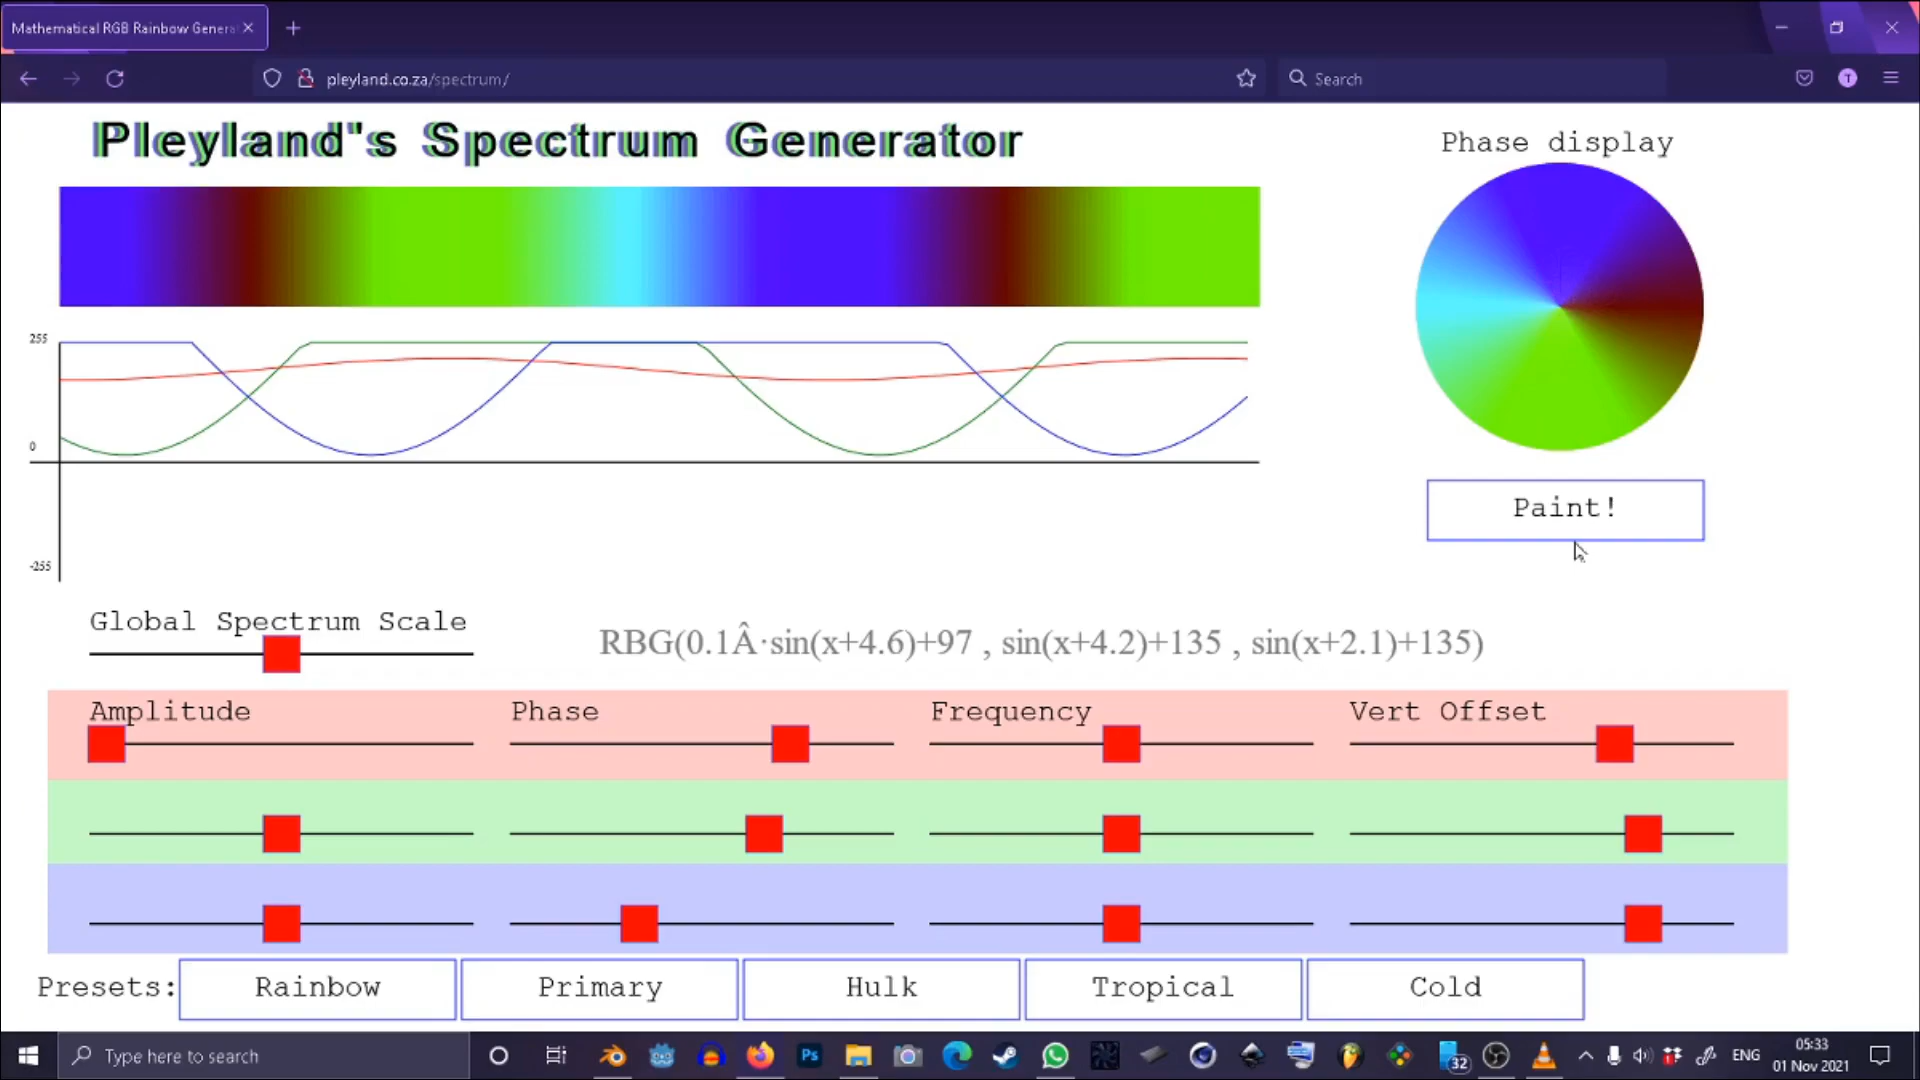 Mathematical RGB Rainbow Genera
pleyland.co.za/spectrum/
Search
T
Pleyland"s Spectrum Generator
Phase display
255
0
-255
Paint!
Global Spectrum Scale
RBG(0.1Â·sin(x+4.6)+97 , sin(x+4.2)+135 , sin(x+2.1)+135)
Amplitude Phase Frequency Vert Offset
Presets: Rainbow Primary Hulk Tropical Cold
Type here to search
Ps
32
ENG
05:33
01 Nov 2021